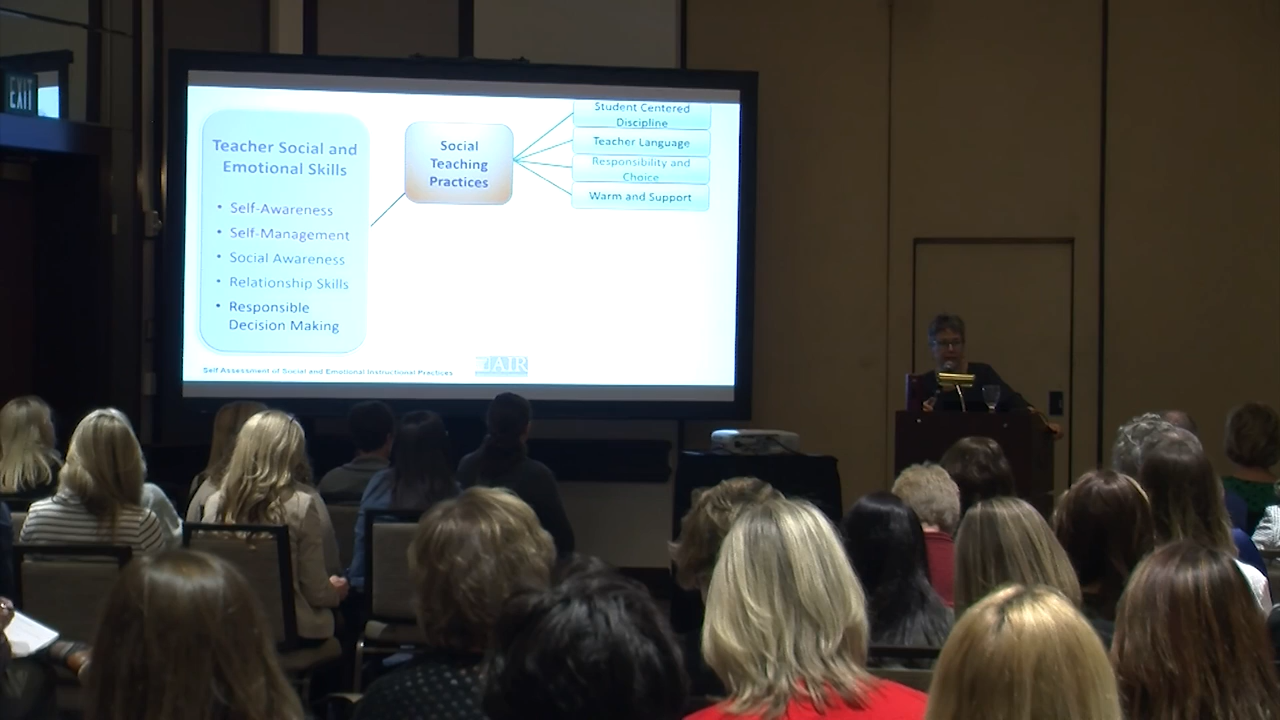 EXIT
Teacher Social and
Emotional Skills
• Self-Awareness
• Self-Management
• Social Awareness
• Relationship Skills
• Responsible
Decision Making
Social
Teaching
Practices
Student Centered
Discipline
Teacher Language
Responsibility and
Choice
Warm and Support
Self Assessment of Social and Emotional Instructional Practices
AIR